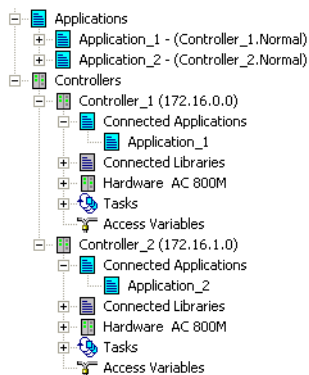 Applications
Application_1 - (Controller_1.Normal)
Application_2 - (Controller_2.Normal)
Controllers
Controller_1 (172.16.0.0)
Connected Applications
Application_1
Connected Libraries
Hardware AC 800M
Tasks
Access Variables
Controller_2 (172.16.1.0)
Connected Applications
Application_2
Connected Libraries
Hardware AC 800M
Tasks
Access Variables